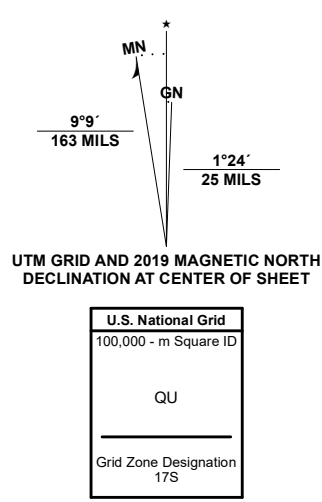 MN
GN
9°9´
163 MILS
1°24´
25 MILS
UTM GRID AND 2019 MAGNETIC NORTH
DECLINATION AT CENTER OF SHEET
U.S. National Grid
100,000 - m Square ID
QU
Grid Zone Designation
17S